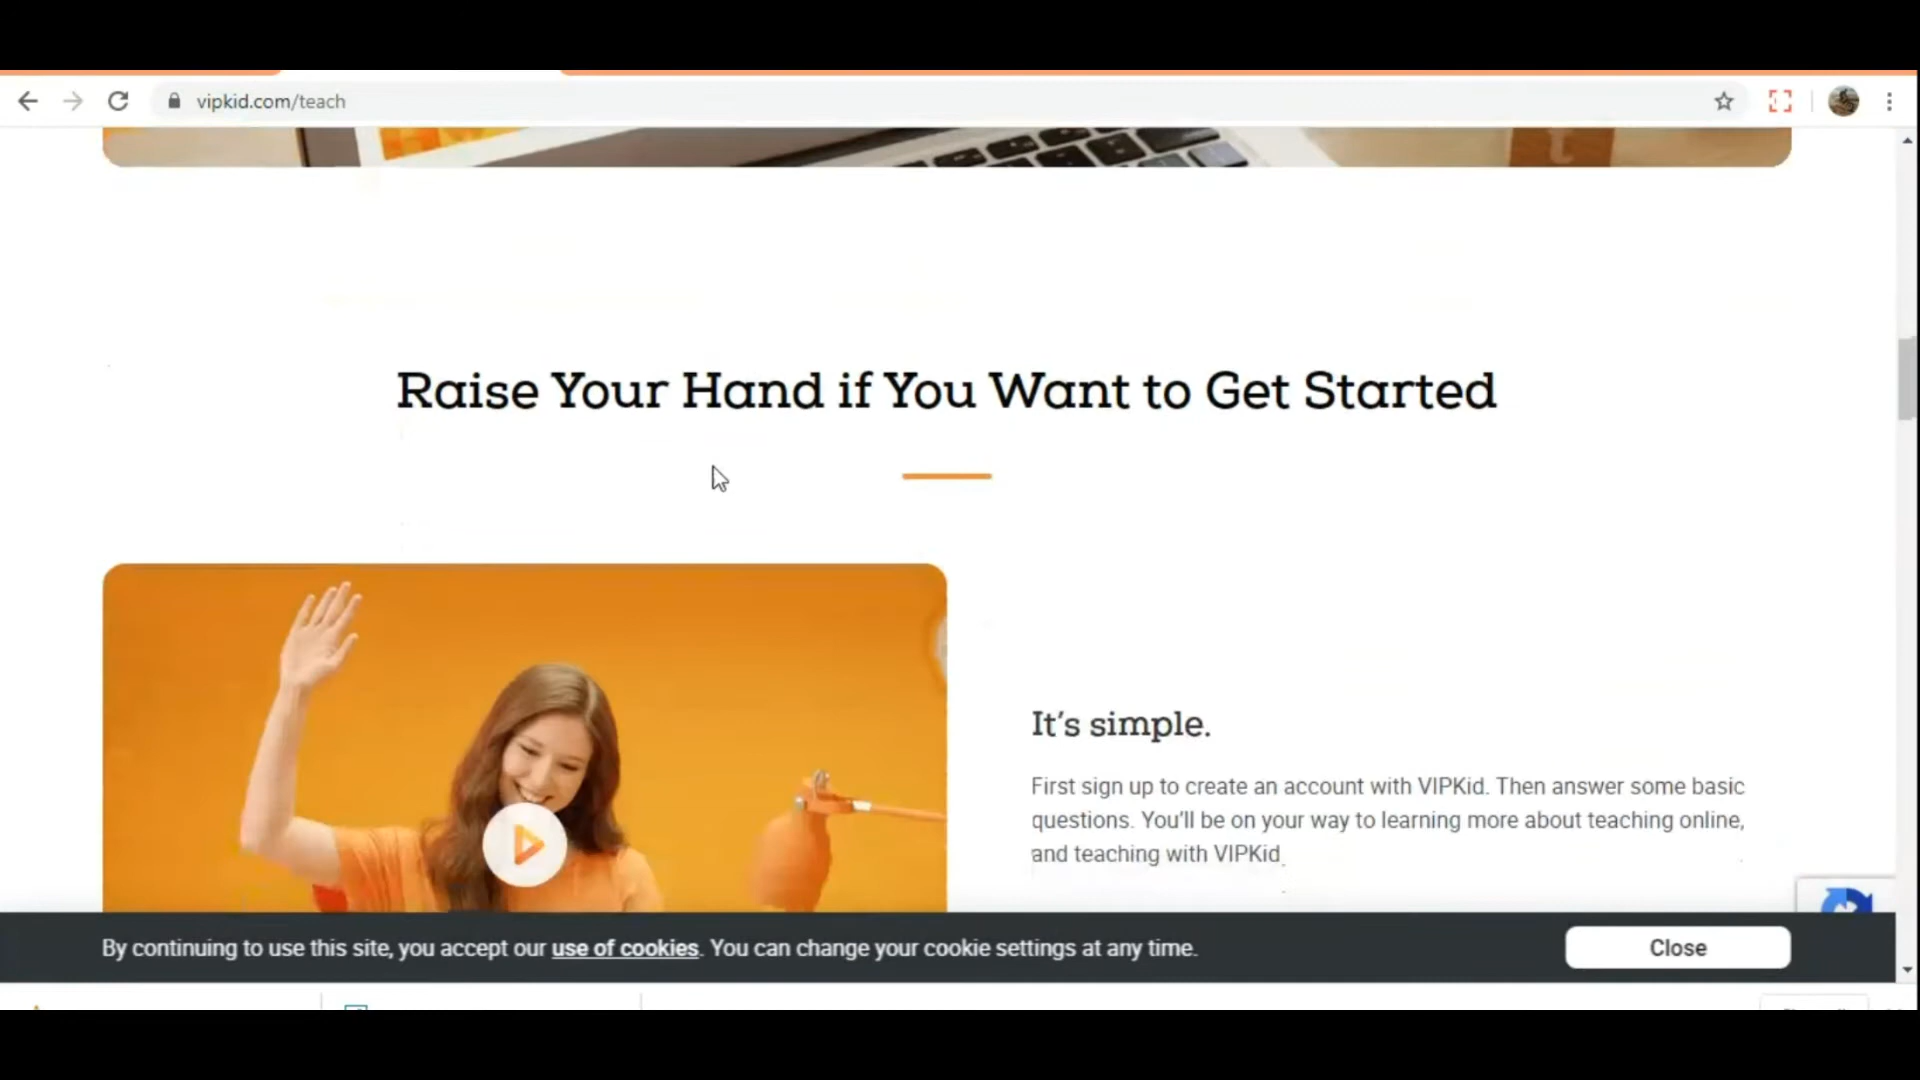 vipkid.com/teach
Raise Your Hand if You Want to Get Started
It's simple.
First sign up to create an account with VIPKid. Then answer some basic
questions. You'll be on your way to learning more about teaching online,
and teaching with VIPKid.
By continuing to use this site, you accept our use of cookies. You can change your cookie settings at any time.
Close